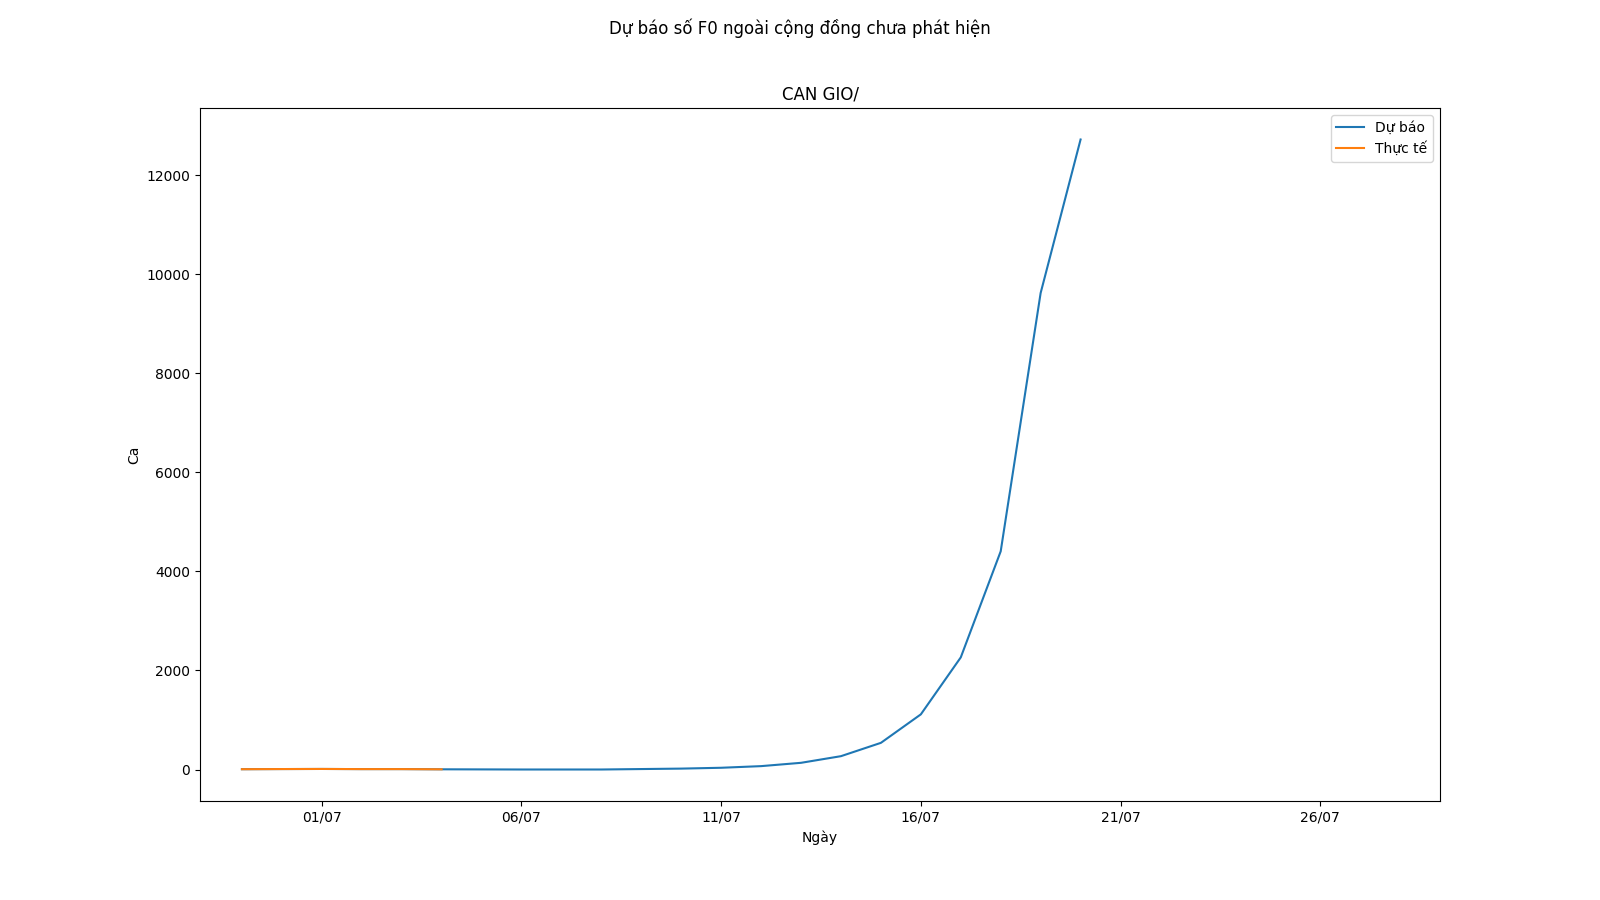 Dự báo số F0 ngoài cộng đồng chưa phát hiện
CAN GIO/
Dự báo
Thực tế
12000
10000
8000
6000
4000
2000
0
Ca
01/07
06/07
11/07
16/07
21/07
26/07
Ngày